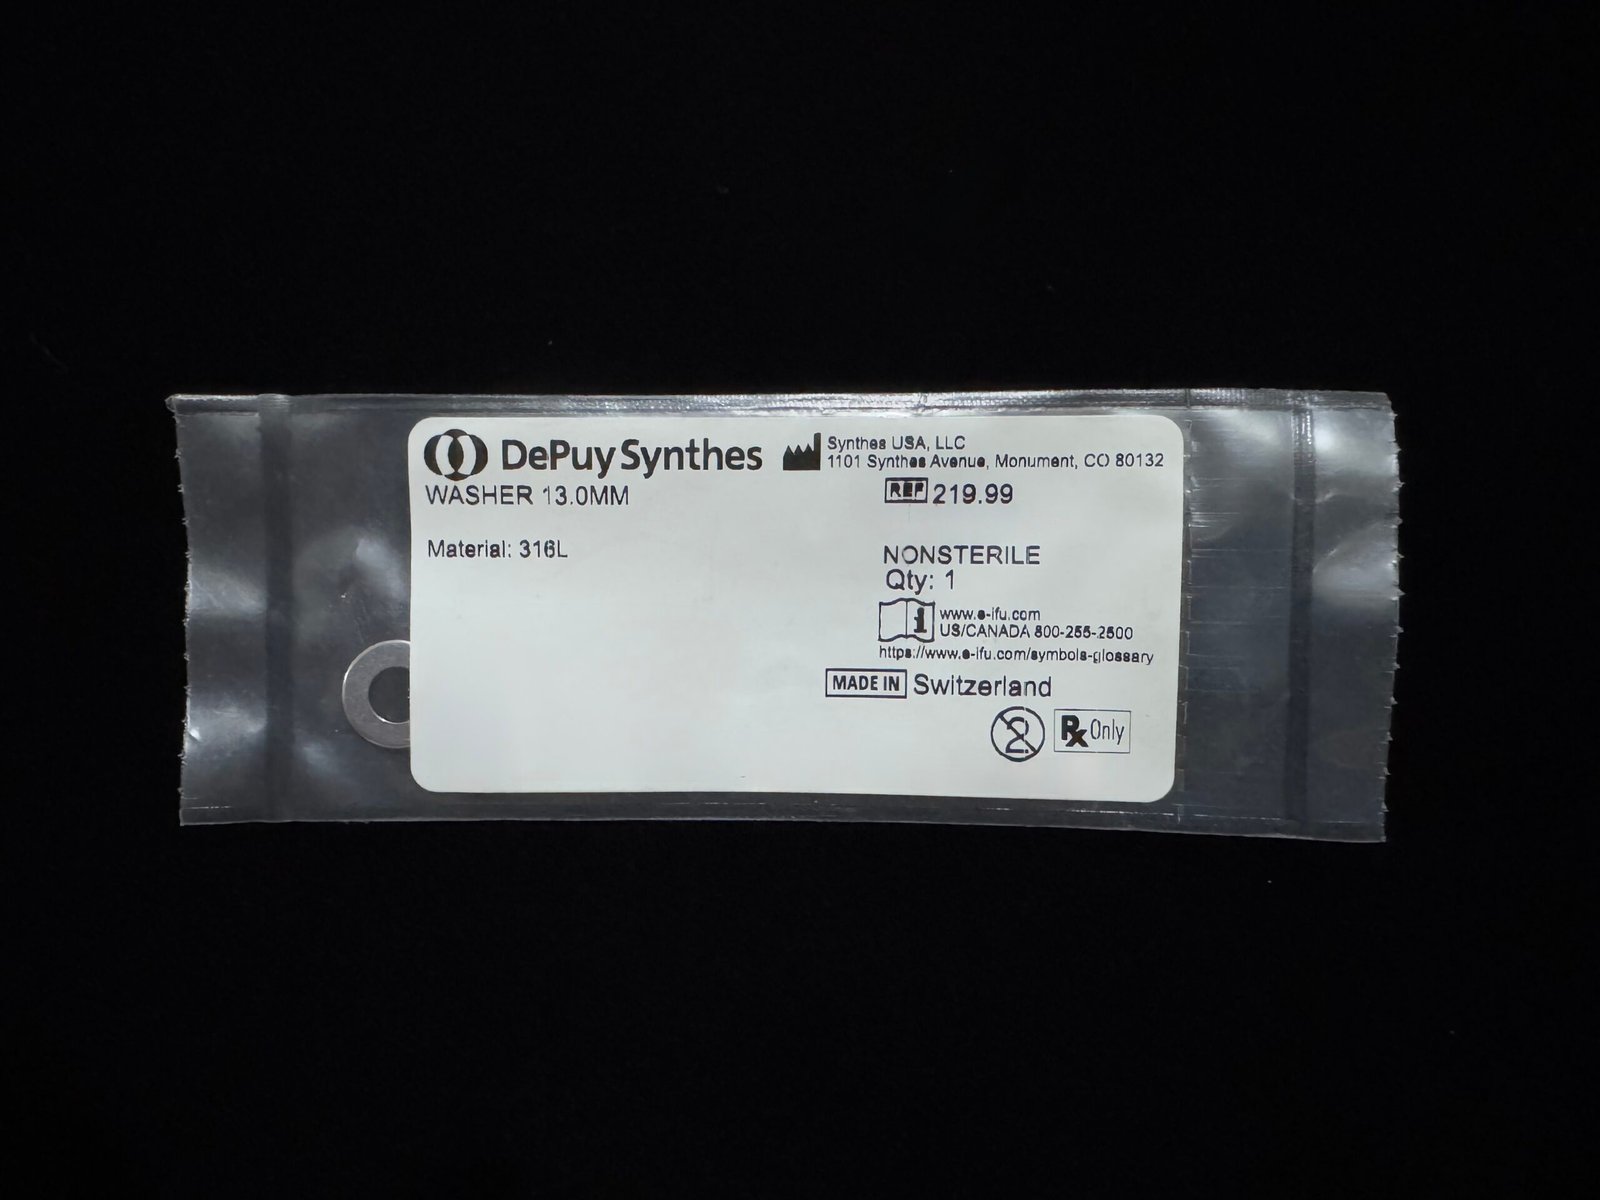 DePuy Synthes
WASHER 13.0MM
Material: 316L
Synthes USA, LLC
1101 Synthes Avenue, Monument, CO 80132
REF 219.99
NONSTERILE
Qty: 1
www.e-ifu.com
US/CANADA 800-255-2500
https://www.e-ifu.com/symbols-glossary
MADE IN Switzerland
2 Rx Only